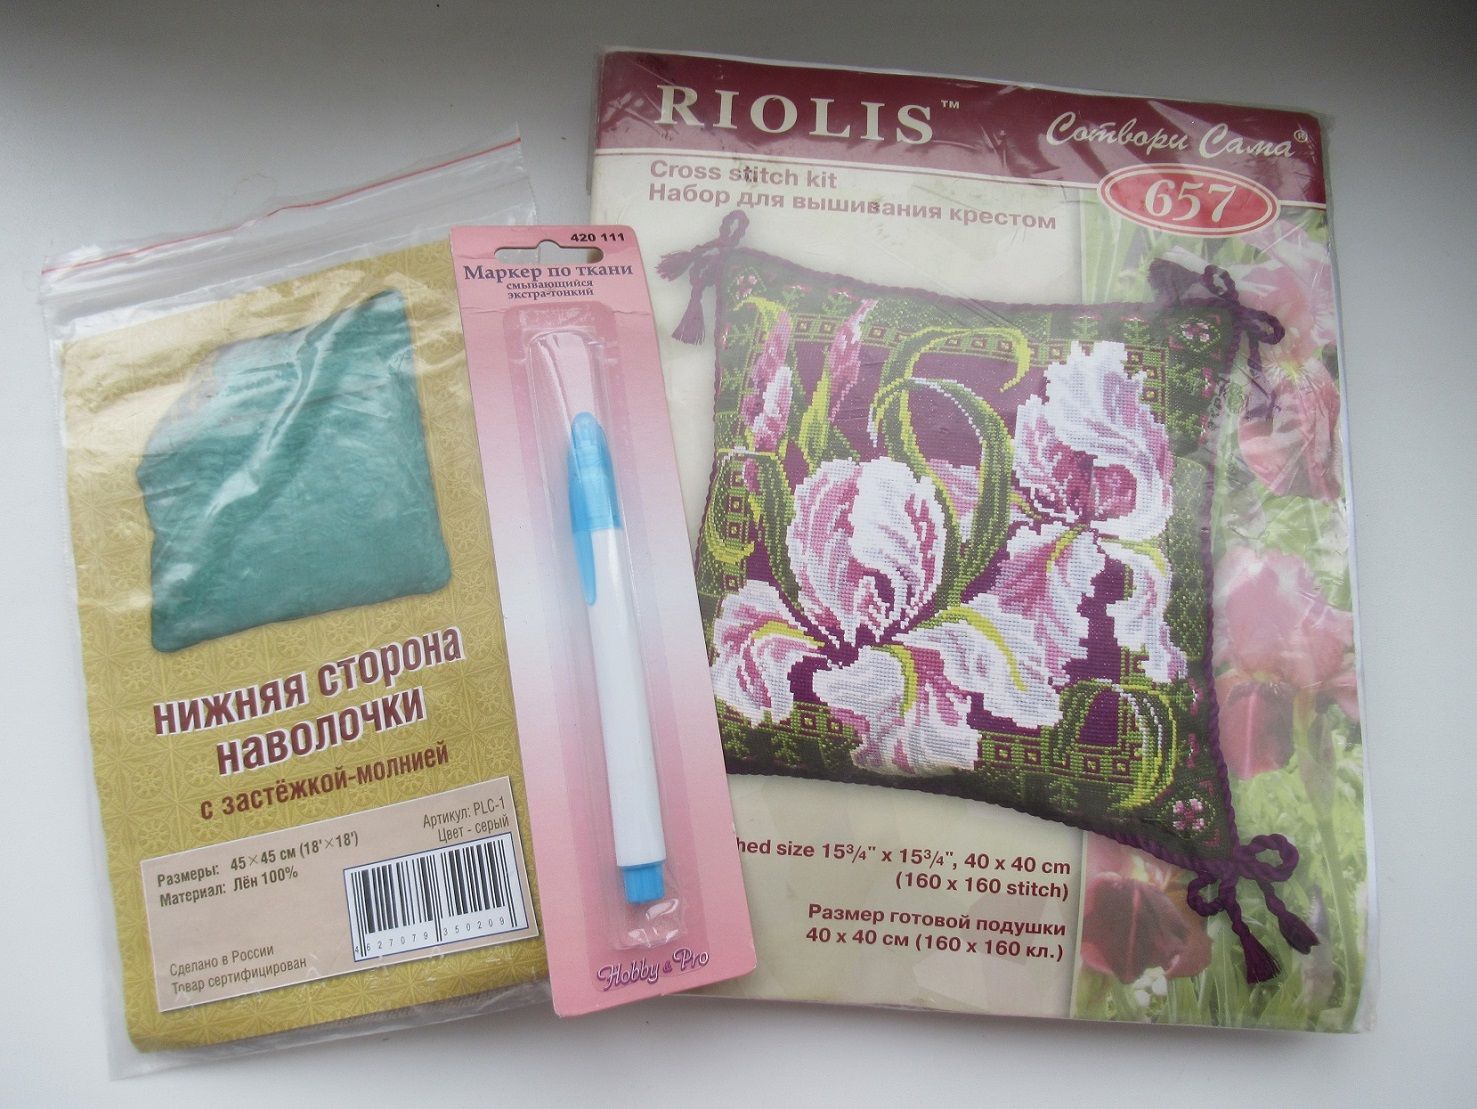 нижняя сторона
наволочки
с застёжкой-молнией
Артикул: PLC-1
Цвет - серый
Размеры: 45×45 см (18'×18')
Материал: Лён 100%
4 627079 350209
Сделано в России
Товар сертифицирован
420 111
Маркер по ткани
смывающийся
экстра-тонкий
Hobby & Pro
RIOLIS™
Сотвори Сама®
657
Cross stitch kit
Набор для вышивания крестом
hed size 15¾" x 15¾", 40 x 40 cm
(160 x 160 stitch)
Размер готовой подушки
40 x 40 см (160 x 160 кл.)